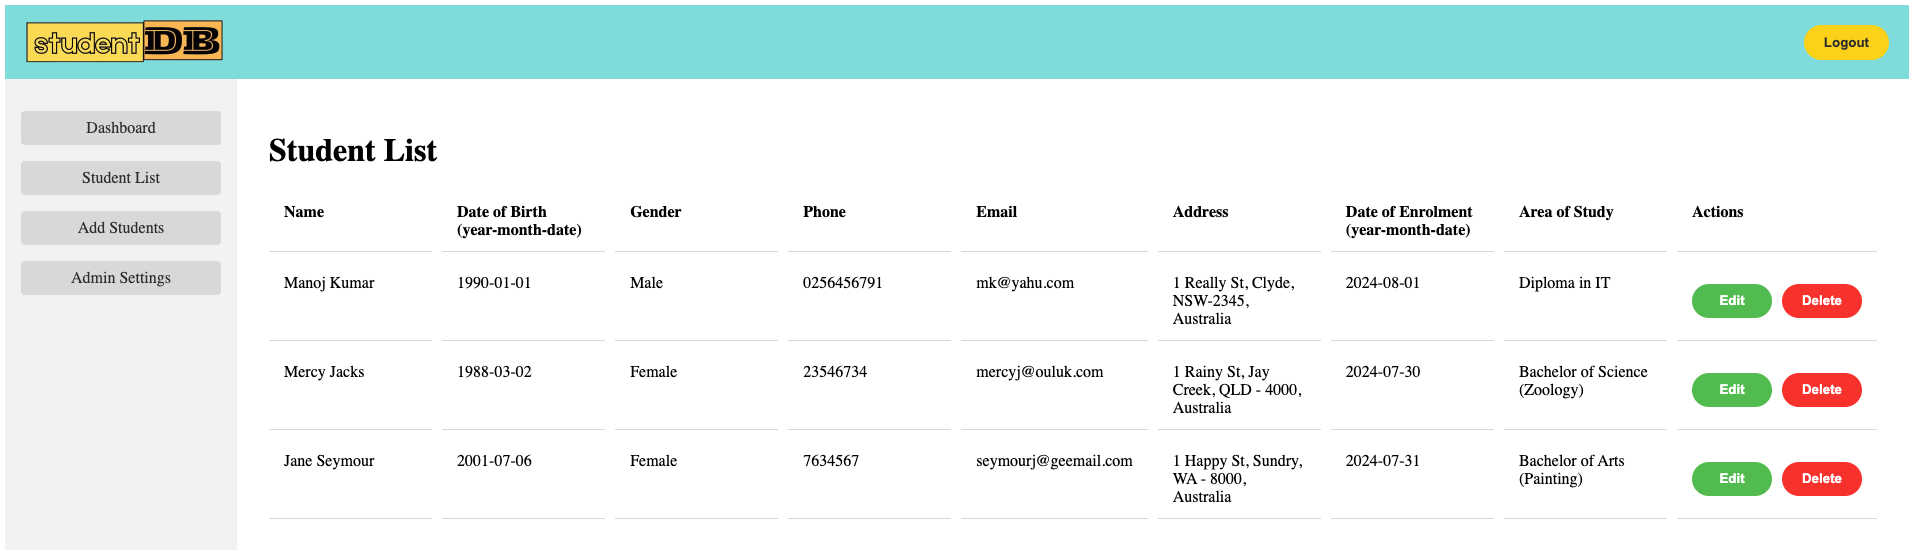 studentDB
Logout
Dashboard
Student List
Add Students
Admin Settings
Student List
Name Date of Birth (year-month-date) Gender Phone Email Address Date of Enrolment (year-month-date) Area of Study Actions
Manoj Kumar 1990-01-01 Male 0256456791 mk@yahu.com 1 Really St, Clyde, NSW-2345, Australia 2024-08-01 Diploma in IT Edit Delete
Mercy Jacks 1988-03-02 Female 23546734 mercyj@ouluk.com 1 Rainy St, Jay Creek, QLD - 4000, Australia 2024-07-30 Bachelor of Science (Zoology) Edit Delete
Jane Seymour 2001-07-06 Female 7634567 seymourj@geemail.com 1 Happy St, Sundry, WA - 8000, Australia 2024-07-31 Bachelor of Arts (Painting) Edit Delete